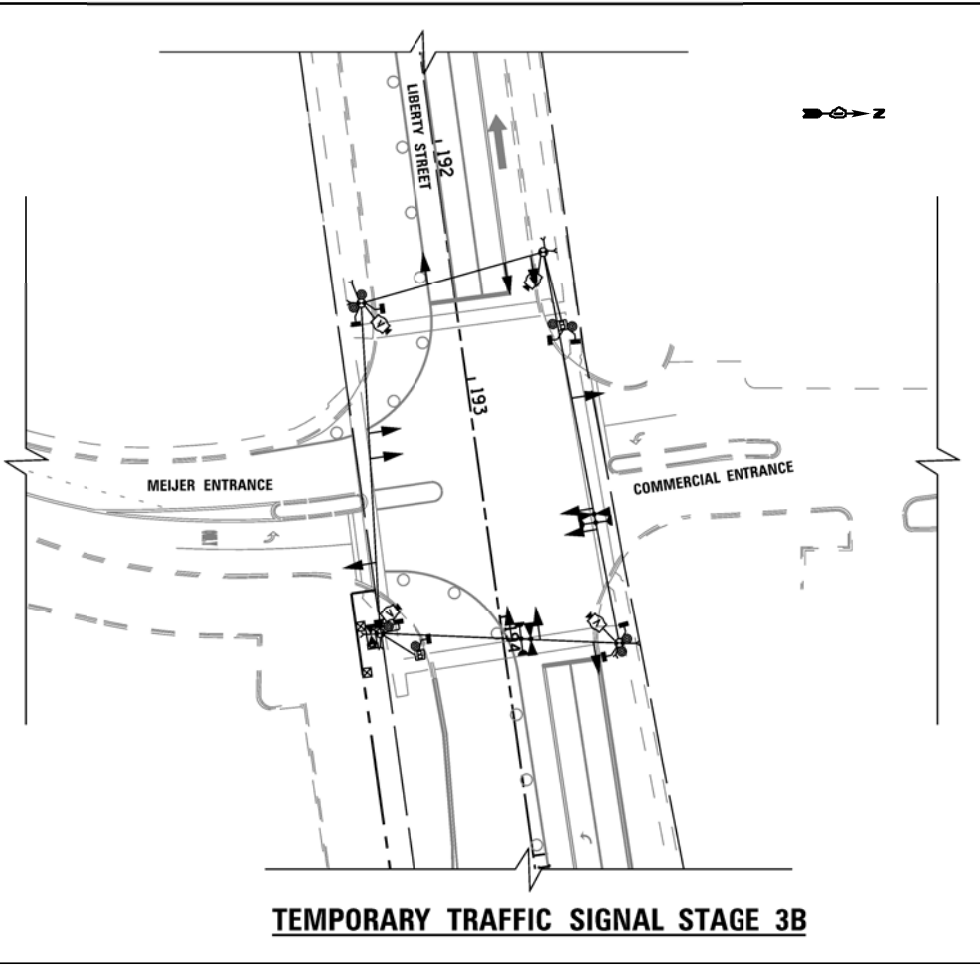 LIBERTY STREET
192
N
193
MEIJER ENTRANCE
COMMERCIAL ENTRANCE
194
TEMPORARY TRAFFIC SIGNAL STAGE 3B